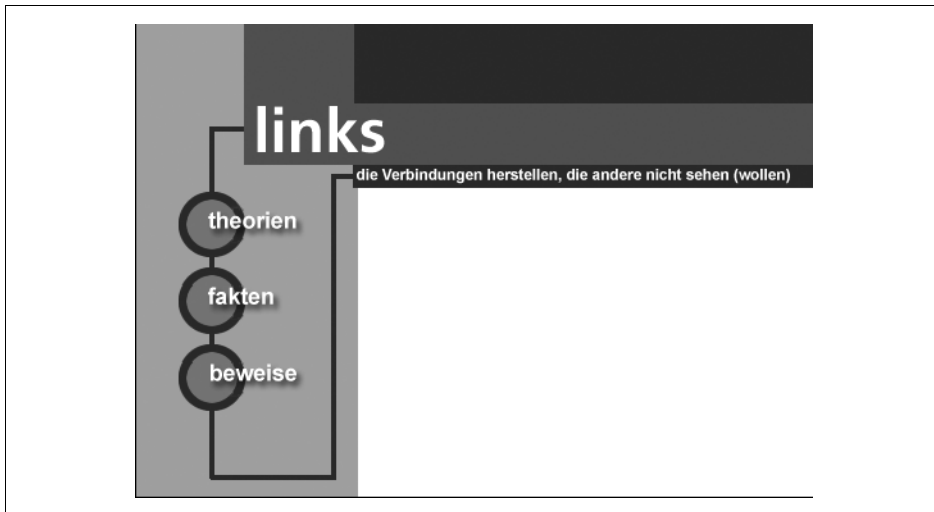 links
die Verbindungen herstellen, die andere nicht sehen (wollen)
theorien
fakten
beweise